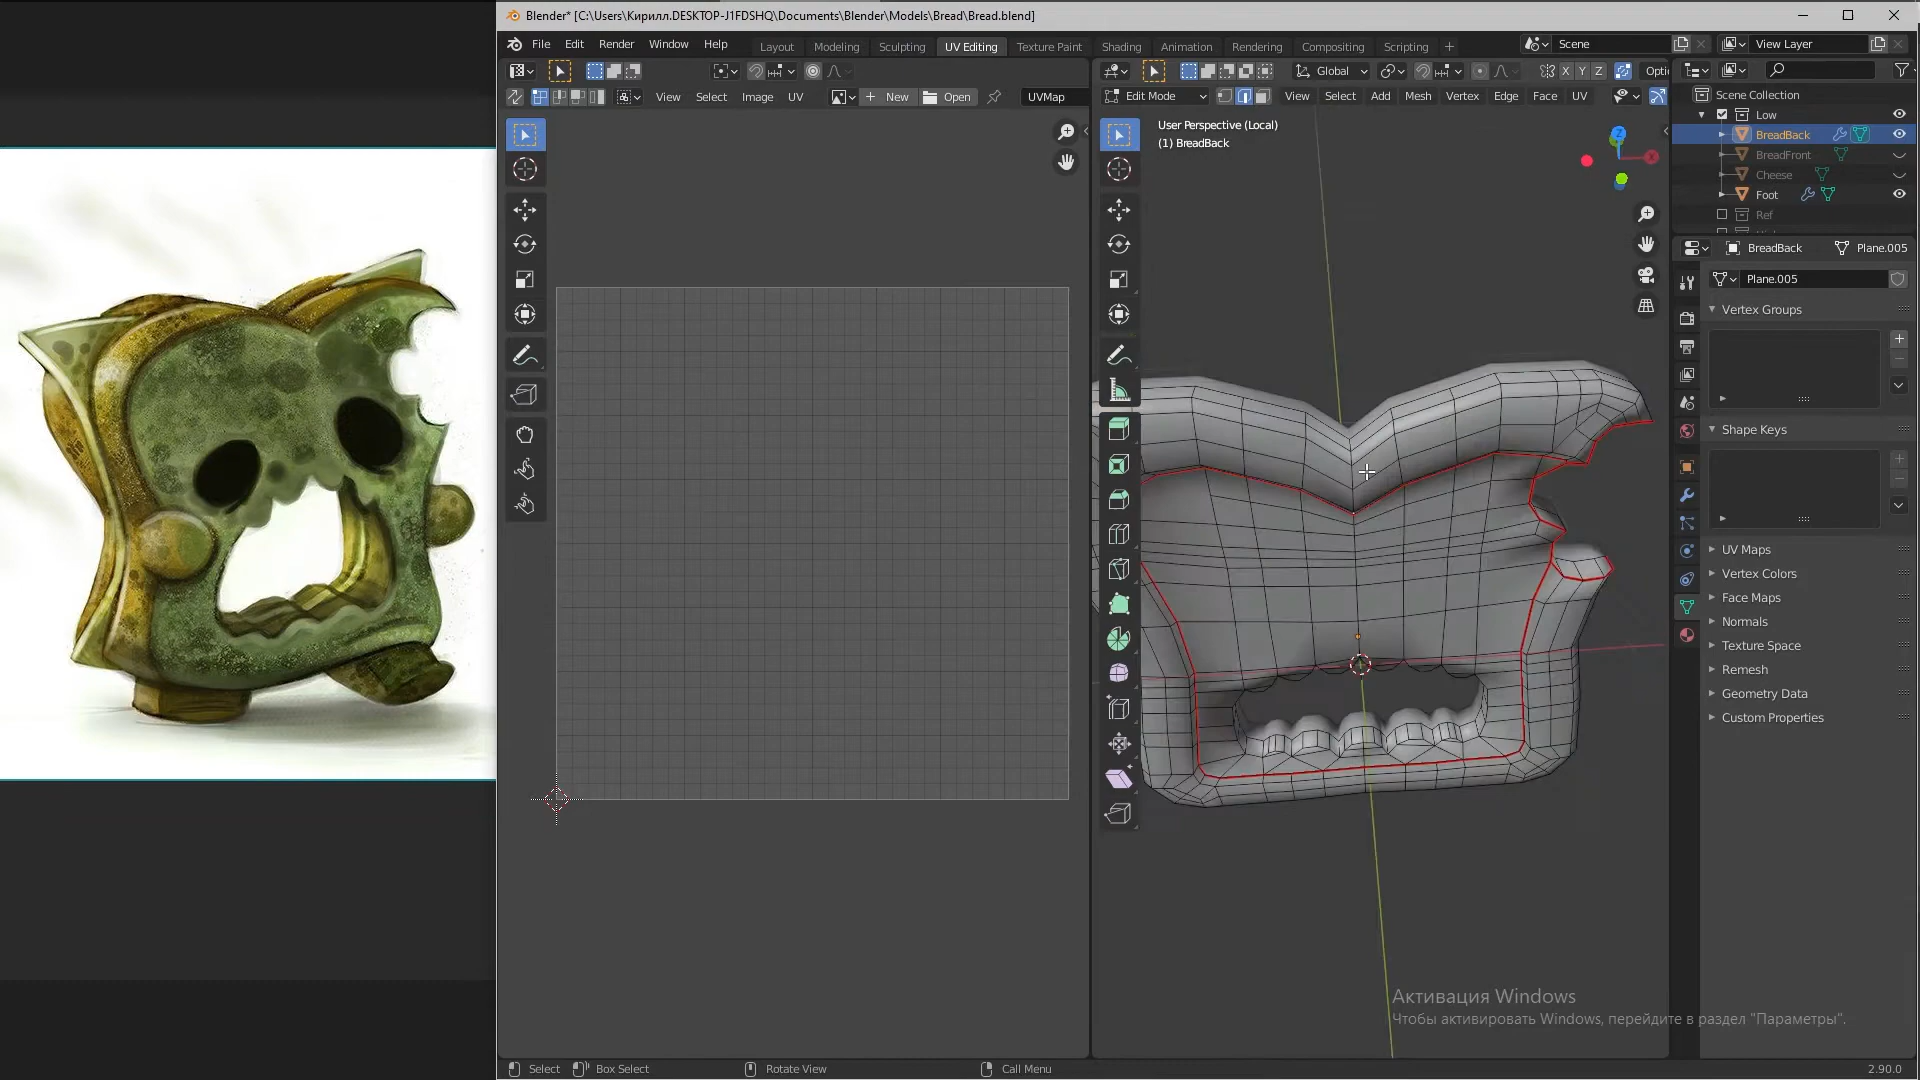 Blender* [C:\Users\Кирилл.DESKTOP-J1FDSHQ\Documents\Blender\Models\Bread\Bread.blend]
File Edit Render Window Help Layout Modeling Sculpting UV Editing Texture Paint Shading Animation Rendering Compositing Scripting + Scene View Layer
Global X Y Z Opti
View Select Image UV New Open UVMap
Edit Mode View Select Add Mesh Vertex Edge Face UV
Scene Collection
Low
BreadBack
BreadFront
Cheese
Foot
Ref
User Perspective (Local)
(1) BreadBack
Z
X
BreadBack Plane.005
Plane.005
Vertex Groups
Shape Keys
UV Maps
Vertex Colors
Face Maps
Normals
Texture Space
Remesh
Geometry Data
Custom Properties
Активация Windows
Чтобы активировать Windows, перейдите в раздел "Параметры".
Select Box Select Rotate View Call Menu 2.90.0